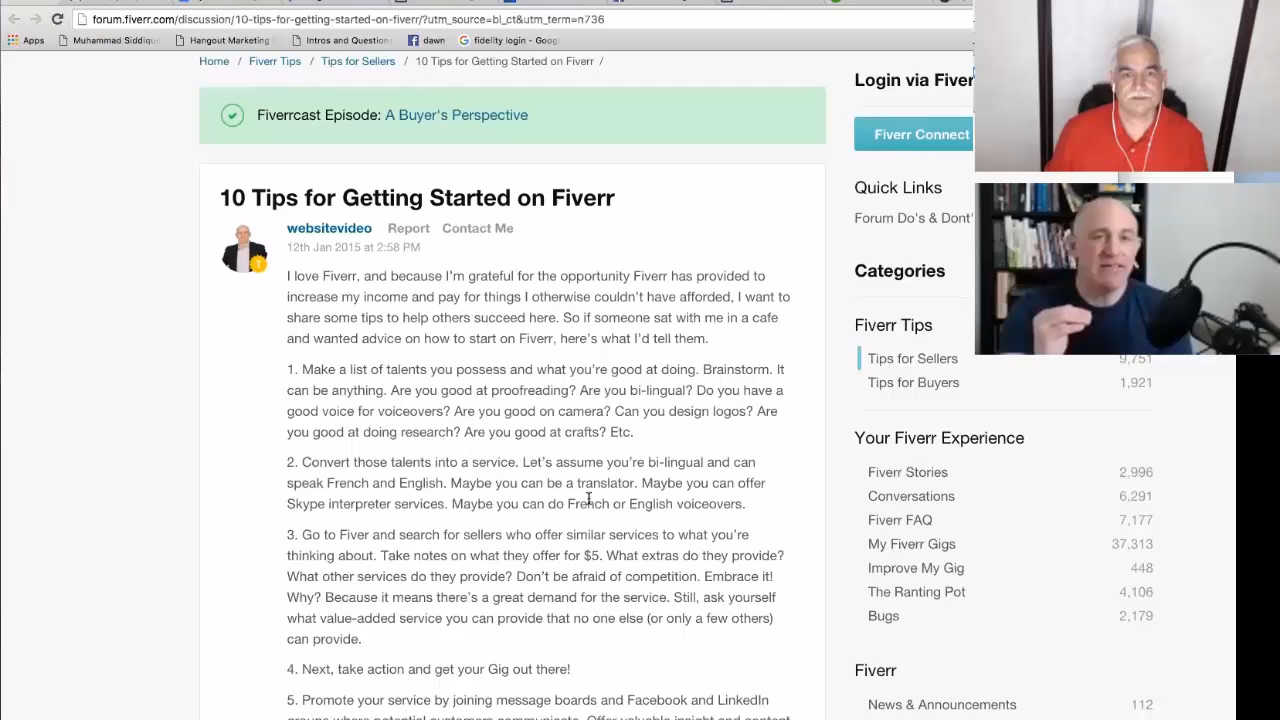 forum.fiverr.com/discussion/10-tips-for-getting-started-on-fiverr/?utm_source=bl_ct&utm_term=n736
Apps Muhammad Siddiqu Hangout Marketing Intros and Question: dawn fidelity login - Goog
Home / Fiverr Tips / Tips for Sellers / 10 Tips for Getting Started on Fiverr /
Fiverrcast Episode: A Buyer's Perspective
10 Tips for Getting Started on Fiverr
websitevideo Report Contact Me
12th Jan 2015 at 2:58 PM
I love Fiverr, and because I'm grateful for the opportunity Fiverr has provided to
increase my income and pay for things I otherwise couldn't have afforded, I want to
share some tips to help others succeed here. So if someone sat with me in a cafe
and wanted advice on how to start on Fiverr, here's what I'd tell them.
1. Make a list of talents you possess and what you're good at doing. Brainstorm. It
can be anything. Are you good at proofreading? Are you bi-lingual? Do you have a
good voice for voiceovers? Are you good on camera? Can you design logos? Are
you good at doing research? Are you good at crafts? Etc.
2. Convert those talents into a service. Let's assume you're bi-lingual and can
speak French and English. Maybe you can be a translator. Maybe you can offer
Skype interpreter services. Maybe you can do French or English voiceovers.
3. Go to Fiver and search for sellers who offer similar services to what you're
thinking about. Take notes on what they offer for $5. What extras do they provide?
What other services do they provide? Don't be afraid of competition. Embrace it!
Why? Because it means there's a great demand for the service. Still, ask yourself
what value-added service you can provide that no one else (or only a few others)
can provide.
4. Next, take action and get your Gig out there!
5. Promote your service by joining message boards and Facebook and LinkedIn
groups where potential customers communicate. Offer valuable insight and content
Login via Fiver
Fiverr Connect
Quick Links
Forum Do's & Dont'
Categories
Fiverr Tips
Tips for Sellers 9,751
Tips for Buyers 1,921
Your Fiverr Experience
Fiverr Stories 2,996
Conversations 6,291
Fiverr FAQ 7,177
My Fiverr Gigs 37,313
Improve My Gig 448
The Ranting Pot 4,106
Bugs 2,179
Fiverr
News & Announcements 112